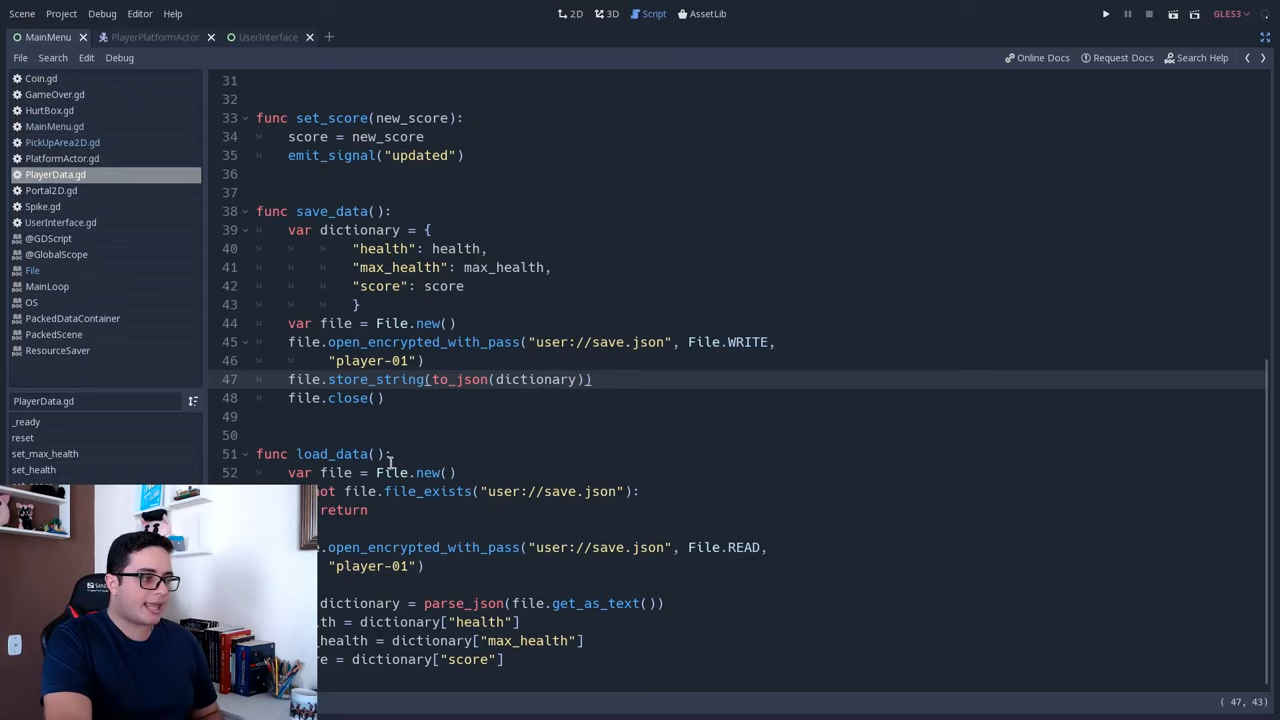 Scene Project Debug Editor Help 2D 3D Script AssetLib GLES3
MainMenu PlayerPlatformActor UserInterface
File Search Edit Debug Online Docs Request Docs Search Help
Coin.gd
GameOver.gd
HurtBox.gd
MainMenu.gd
PickUpArea2D.gd
PlatformActor.gd
PlayerData.gd
Portal2D.gd
Spike.gd
UserInterface.gd
@GDScript
@GlobalScope
File
MainLoop
OS
PackedDataContainer
PackedScene
ResourceSaver
PlayerData.gd
_ready
reset
set_max_health
set_health
31
32
33 func set_score(new_score):
34 score = new_score
35 emit_signal("updated")
36
37
38 func save_data():
39 var dictionary = {
40 "health": health,
41 "max_health": max_health,
42 "score": score
43 }
44 var file = File.new()
45 file.open_encrypted_with_pass("user://save.json", File.WRITE,
46 "player-01")
47 file.store_string(to_json(dictionary))
48 file.close()
49
50
51 func load_data():
52 var file = File.new()
not file.file_exists("user://save.json"):
return
.open_encrypted_with_pass("user://save.json", File.READ,
"player-01")
dictionary = parse_json(file.get_as_text())
th = dictionary["health"]
_health = dictionary["max_health"]
re = dictionary["score"]
( 47, 43)